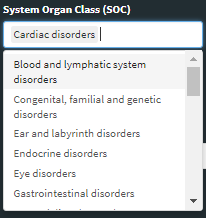 System Organ Class (SOC)
Cardiac disorders
Blood and lymphatic system
disorders
Congenital, familial and genetic
disorders
Ear and labyrinth disorders
Endocrine disorders
Eye disorders
Gastrointestinal disorders